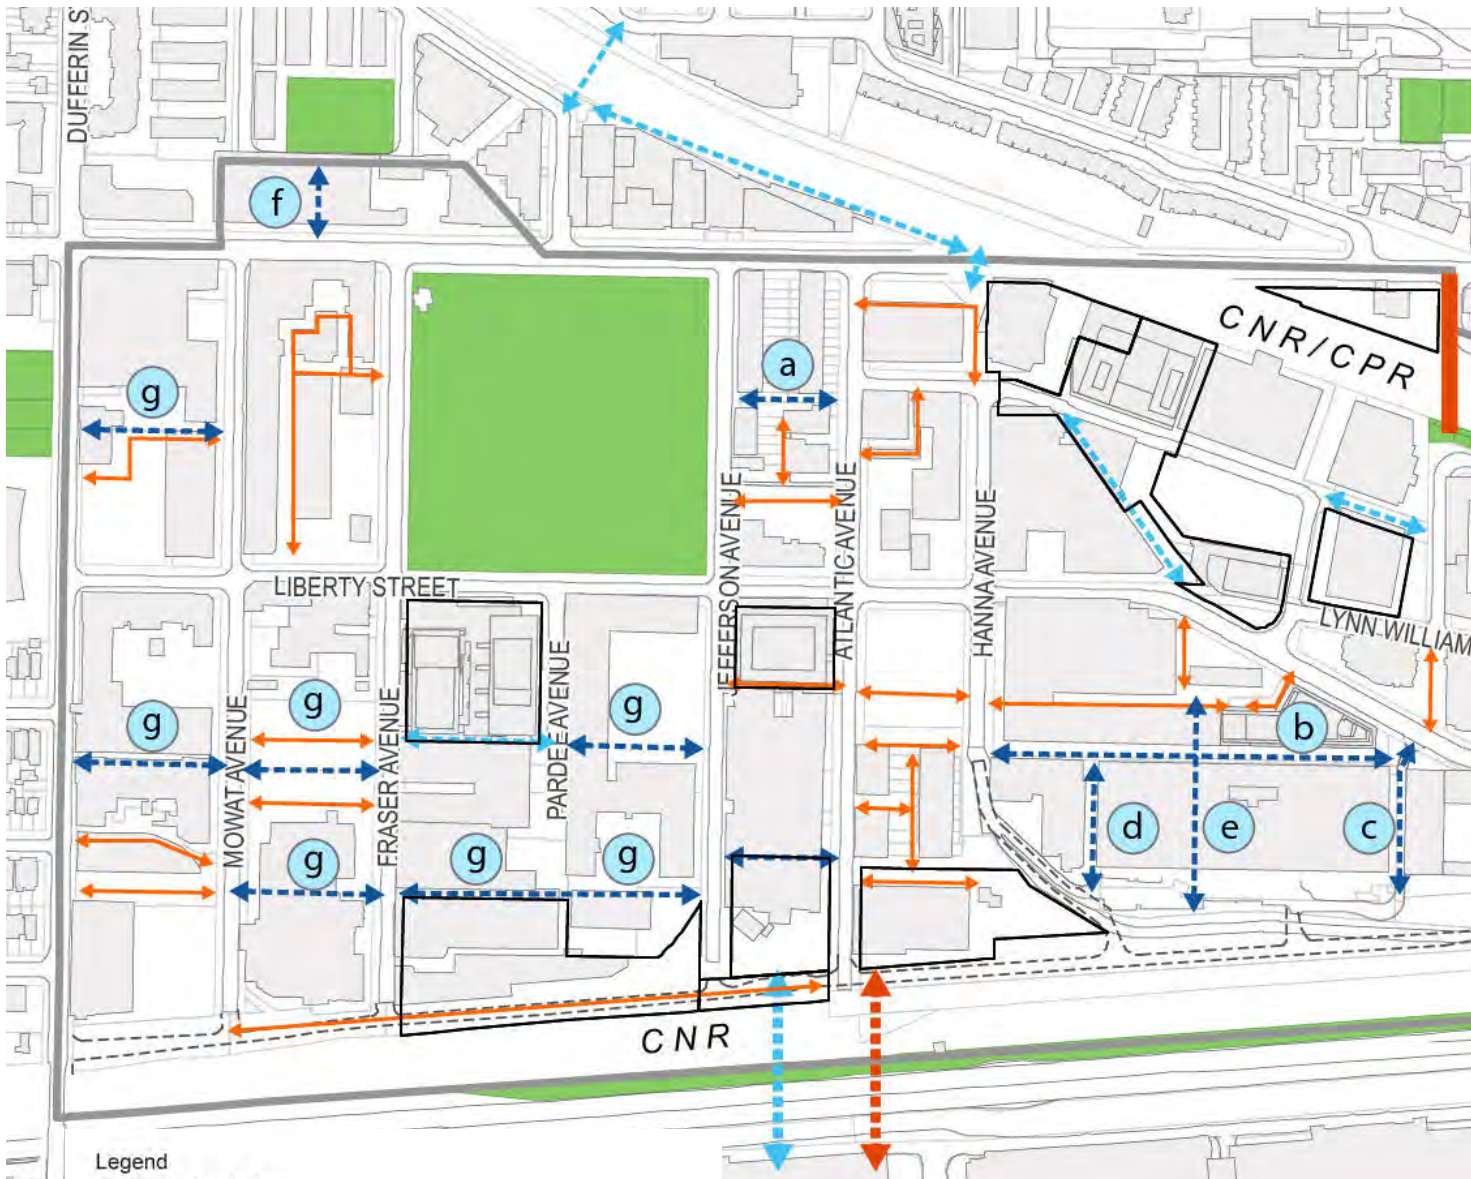 DUFFERIN S
f
CNR/CPR
a
g
LIBERTY STREET
JEFFERSON AVENUE
ATLANTIC AVENUE
HANNA AVENUE
LYNN WILLIAM
MOWAT AVENUE
FRASER AVENUE
PARDEE AVENUE
g
g
g
b
d
e
c
g
g
g
CNR
Legend